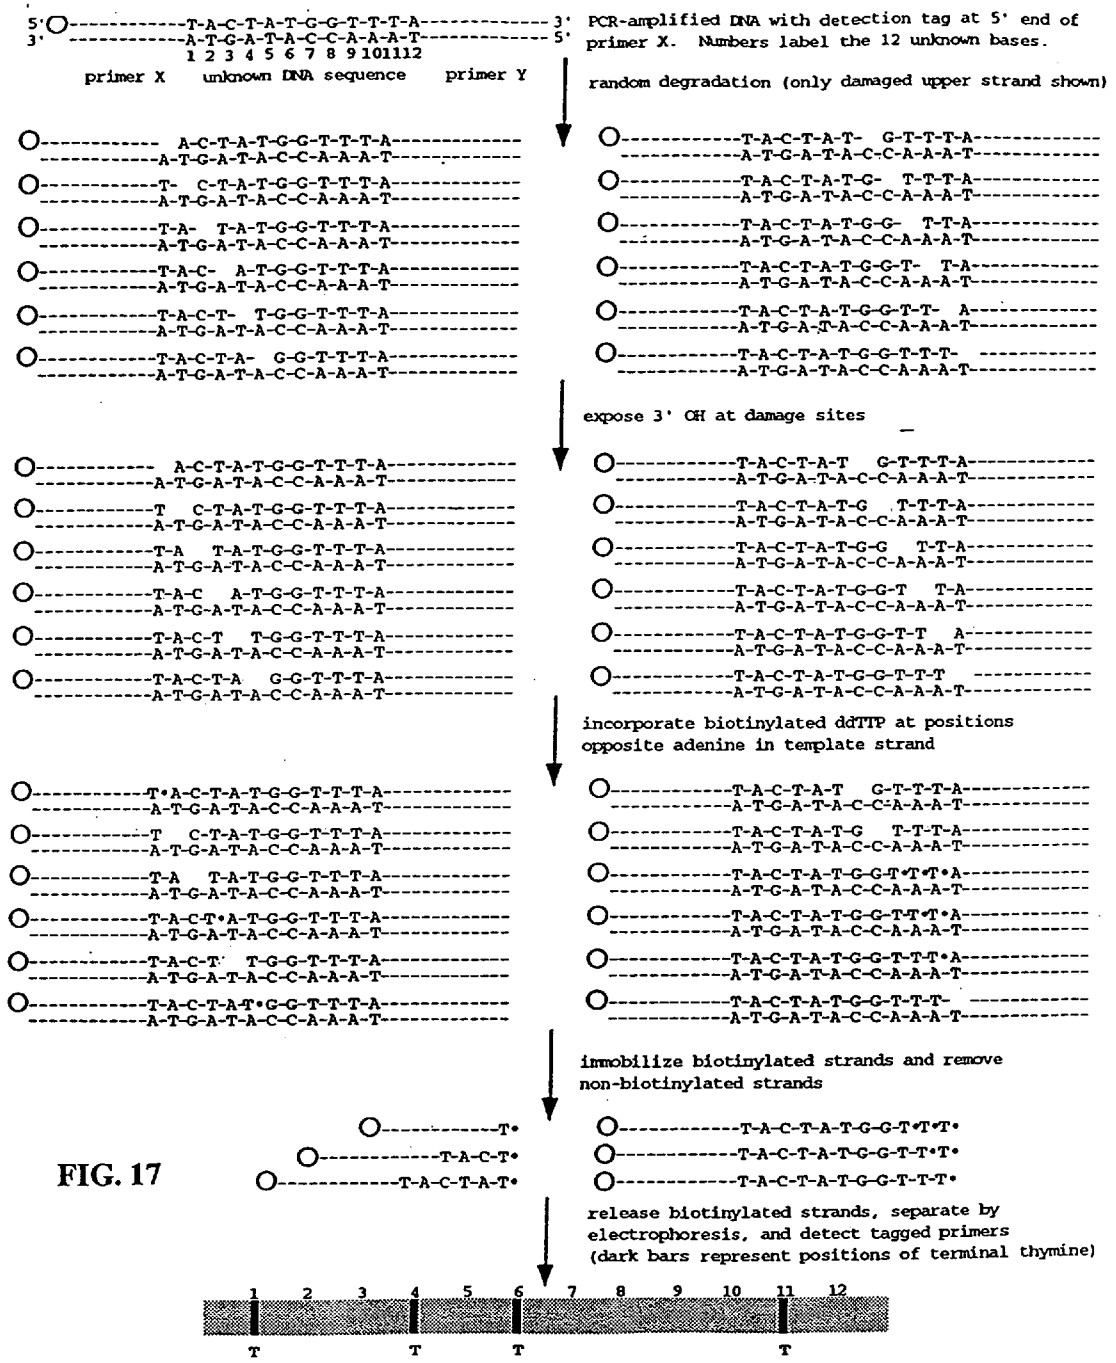 5' T-A-C-T-A-T-G-G-T-T-T-A 3'
3' A-T-G-A-T-A-C-C-A-A-A-T 5'
1 2 3 4 5 6 7 8 9 10 11 12
primer X unknown DNA sequence primer Y
PCR-amplified DNA with detection tag at 5' end of
primer X. Numbers label the 12 unknown bases.
random degradation (only damaged upper strand shown)
A-C-T-A-T-G-G-T-T-T-A
A-T-G-A-T-A-C-C-A-A-A-T
T- C-T-A-T-G-G-T-T-T-A
A-T-G-A-T-A-C-C-A-A-A-T
T-A- T-A-T-G-G-T-T-T-A
A-T-G-A-T-A-C-C-A-A-A-T
T-A-C- A-T-G-G-T-T-T-A
A-T-G-A-T-A-C-C-A-A-A-T
T-A-C-T- T-G-G-T-T-T-A
A-T-G-A-T-A-C-C-A-A-A-T
T-A-C-T-A- G-G-T-T-T-A
A-T-G-A-T-A-C-C-A-A-A-T
T-A-C-T-A-T- G-T-T-T-A
A-T-G-A-T-A-C-C-A-A-A-T
T-A-C-T-A-T-G- T-T-T-A
A-T-G-A-T-A-C-C-A-A-A-T
T-A-C-T-A-T-G-G- T-T-A
A-T-G-A-T-A-C-C-A-A-A-T
T-A-C-T-A-T-G-G-T- T-A
A-T-G-A-T-A-C-C-A-A-A-T
T-A-C-T-A-T-G-G-T-T- A
A-T-G-A-T-A-C-C-A-A-A-T
T-A-C-T-A-T-G-G-T-T-T-
A-T-G-A-T-A-C-C-A-A-A-T
expose 3' OH at damage sites
A-C-T-A-T-G-G-T-T-T-A
A-T-G-A-T-A-C-C-A-A-A-T
T C-T-A-T-G-G-T-T-T-A
A-T-G-A-T-A-C-C-A-A-A-T
T-A T-A-T-G-G-T-T-T-A
A-T-G-A-T-A-C-C-A-A-A-T
T-A-C A-T-G-G-T-T-T-A
A-T-G-A-T-A-C-C-A-A-A-T
T-A-C-T T-G-G-T-T-T-A
A-T-G-A-T-A-C-C-A-A-A-T
T-A-C-T-A G-G-T-T-T-A
A-T-G-A-T-A-C-C-A-A-A-T
T-A-C-T-A-T G-T-T-T-A
A-T-G-A-T-A-C-C-A-A-A-T
T-A-C-T-A-T-G T-T-T-A
A-T-G-A-T-A-C-C-A-A-A-T
T-A-C-T-A-T-G-G T-T-A
A-T-G-A-T-A-C-C-A-A-A-T
T-A-C-T-A-T-G-G-T T-A
A-T-G-A-T-A-C-C-A-A-A-T
T-A-C-T-A-T-G-G-T-T A
A-T-G-A-T-A-C-C-A-A-A-T
T-A-C-T-A-T-G-G-T-T-T
A-T-G-A-T-A-C-C-A-A-A-T
incorporate biotinylated ddTTP at positions
opposite adenine in template strand
T•A-C-T-A-T-G-G-T-T-T-A
A-T-G-A-T-A-C-C-A-A-A-T
T C-T-A-T-G-G-T-T-T-A
A-T-G-A-T-A-C-C-A-A-A-T
T-A T-A-T-G-G-T-T-T-A
A-T-G-A-T-A-C-C-A-A-A-T
T-A-C-T•A-T-G-G-T-T-T-A
A-T-G-A-T-A-C-C-A-A-A-T
T-A-C-T T-G-G-T-T-T-A
A-T-G-A-T-A-C-C-A-A-A-T
T-A-C-T-A-T•G-G-T-T-T-A
A-T-G-A-T-A-C-C-A-A-A-T
T-A-C-T-A-T G-T-T-T-A
A-T-G-A-T-A-C-C-A-A-A-T
T-A-C-T-A-T-G T-T-T-A
A-T-G-A-T-A-C-C-A-A-A-T
T-A-C-T-A-T-G-G-T•T•T•A
A-T-G-A-T-A-C-C-A-A-A-T
T-A-C-T-A-T-G-G-T-T•T•A
A-T-G-A-T-A-C-C-A-A-A-T
T-A-C-T-A-T-G-G-T-T-T•A
A-T-G-A-T-A-C-C-A-A-A-T
T-A-C-T-A-T-G-G-T-T-T-
A-T-G-A-T-A-C-C-A-A-A-T
immobilize biotinylated strands and remove
non-biotinylated strands
T•
T-A-C-T•
T-A-C-T-A-T•
T-A-C-T-A-T-G-G-T•T•T•
T-A-C-T-A-T-G-G-T-T•T•
T-A-C-T-A-T-G-G-T-T-T•
FIG. 17
release biotinylated strands, separate by
electrophoresis, and detect tagged primers
(dark bars represent positions of terminal thymine)
1 2 3 4 5 6 7 8 9 10 11 12
T T T T